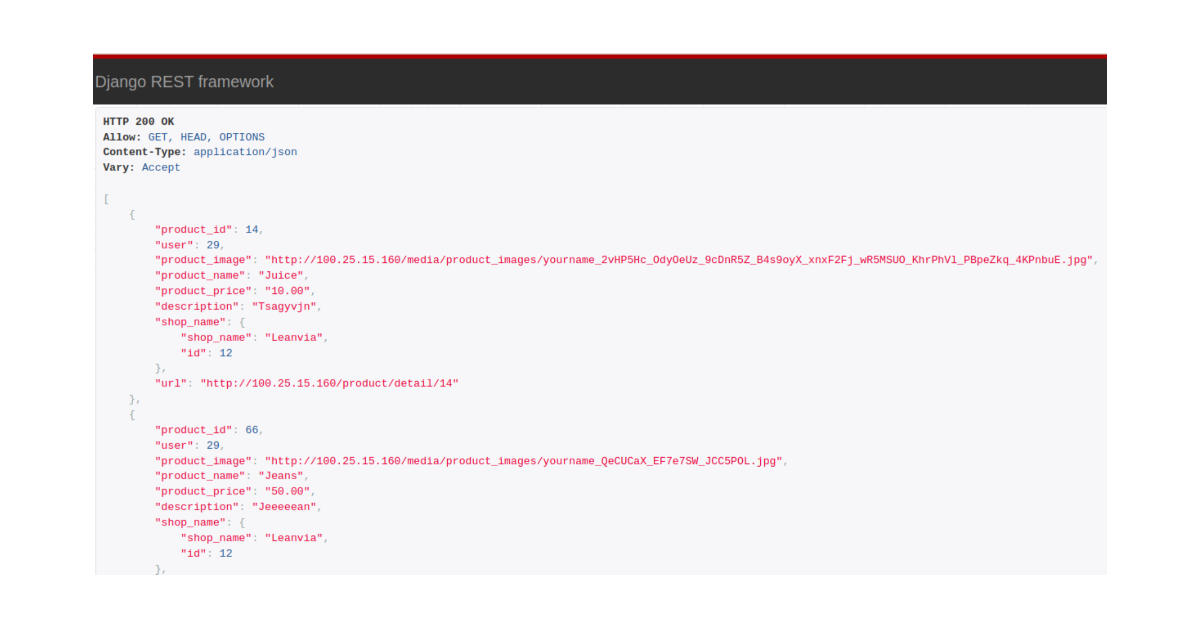 Django REST framework
HTTP 200 OK
Allow: GET, HEAD, OPTIONS
Content-Type: application/json
Vary: Accept
[
{
"product_id": 14,
"user": 29,
"product_image": "http://100.25.15.160/media/product_images/yourname_2vHP5Hc_OdyOeUz_9cDnR5Z_B4s9oyX_xnxF2Fj_wR5MSUO_KhrPhVl_PBpeZkq_4KPnbuE.jpg",
"product_name": "Juice",
"product_price": "10.00",
"description": "Tsagyvjn",
"shop_name": {
"shop_name": "Leanvia",
"id": 12
},
"url": "http://100.25.15.160/product/detail/14"
},
{
"product_id": 66,
"user": 29,
"product_image": "http://100.25.15.160/media/product_images/yourname_QeCUCaX_EF7e7SW_JCC5POL.jpg",
"product_name": "Jeans",
"product_price": "50.00",
"description": "Jeeeeean",
"shop_name": {
"shop_name": "Leanvia",
"id": 12
},